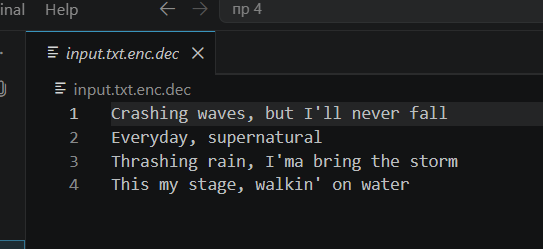 inal Help ← → пр 4
input.txt.enc.dec ×
input.txt.enc.dec
1 Crashing waves, but I'll never fall
2 Everyday, supernatural
3 Thrashing rain, I'ma bring the storm
4 This my stage, walkin' on water